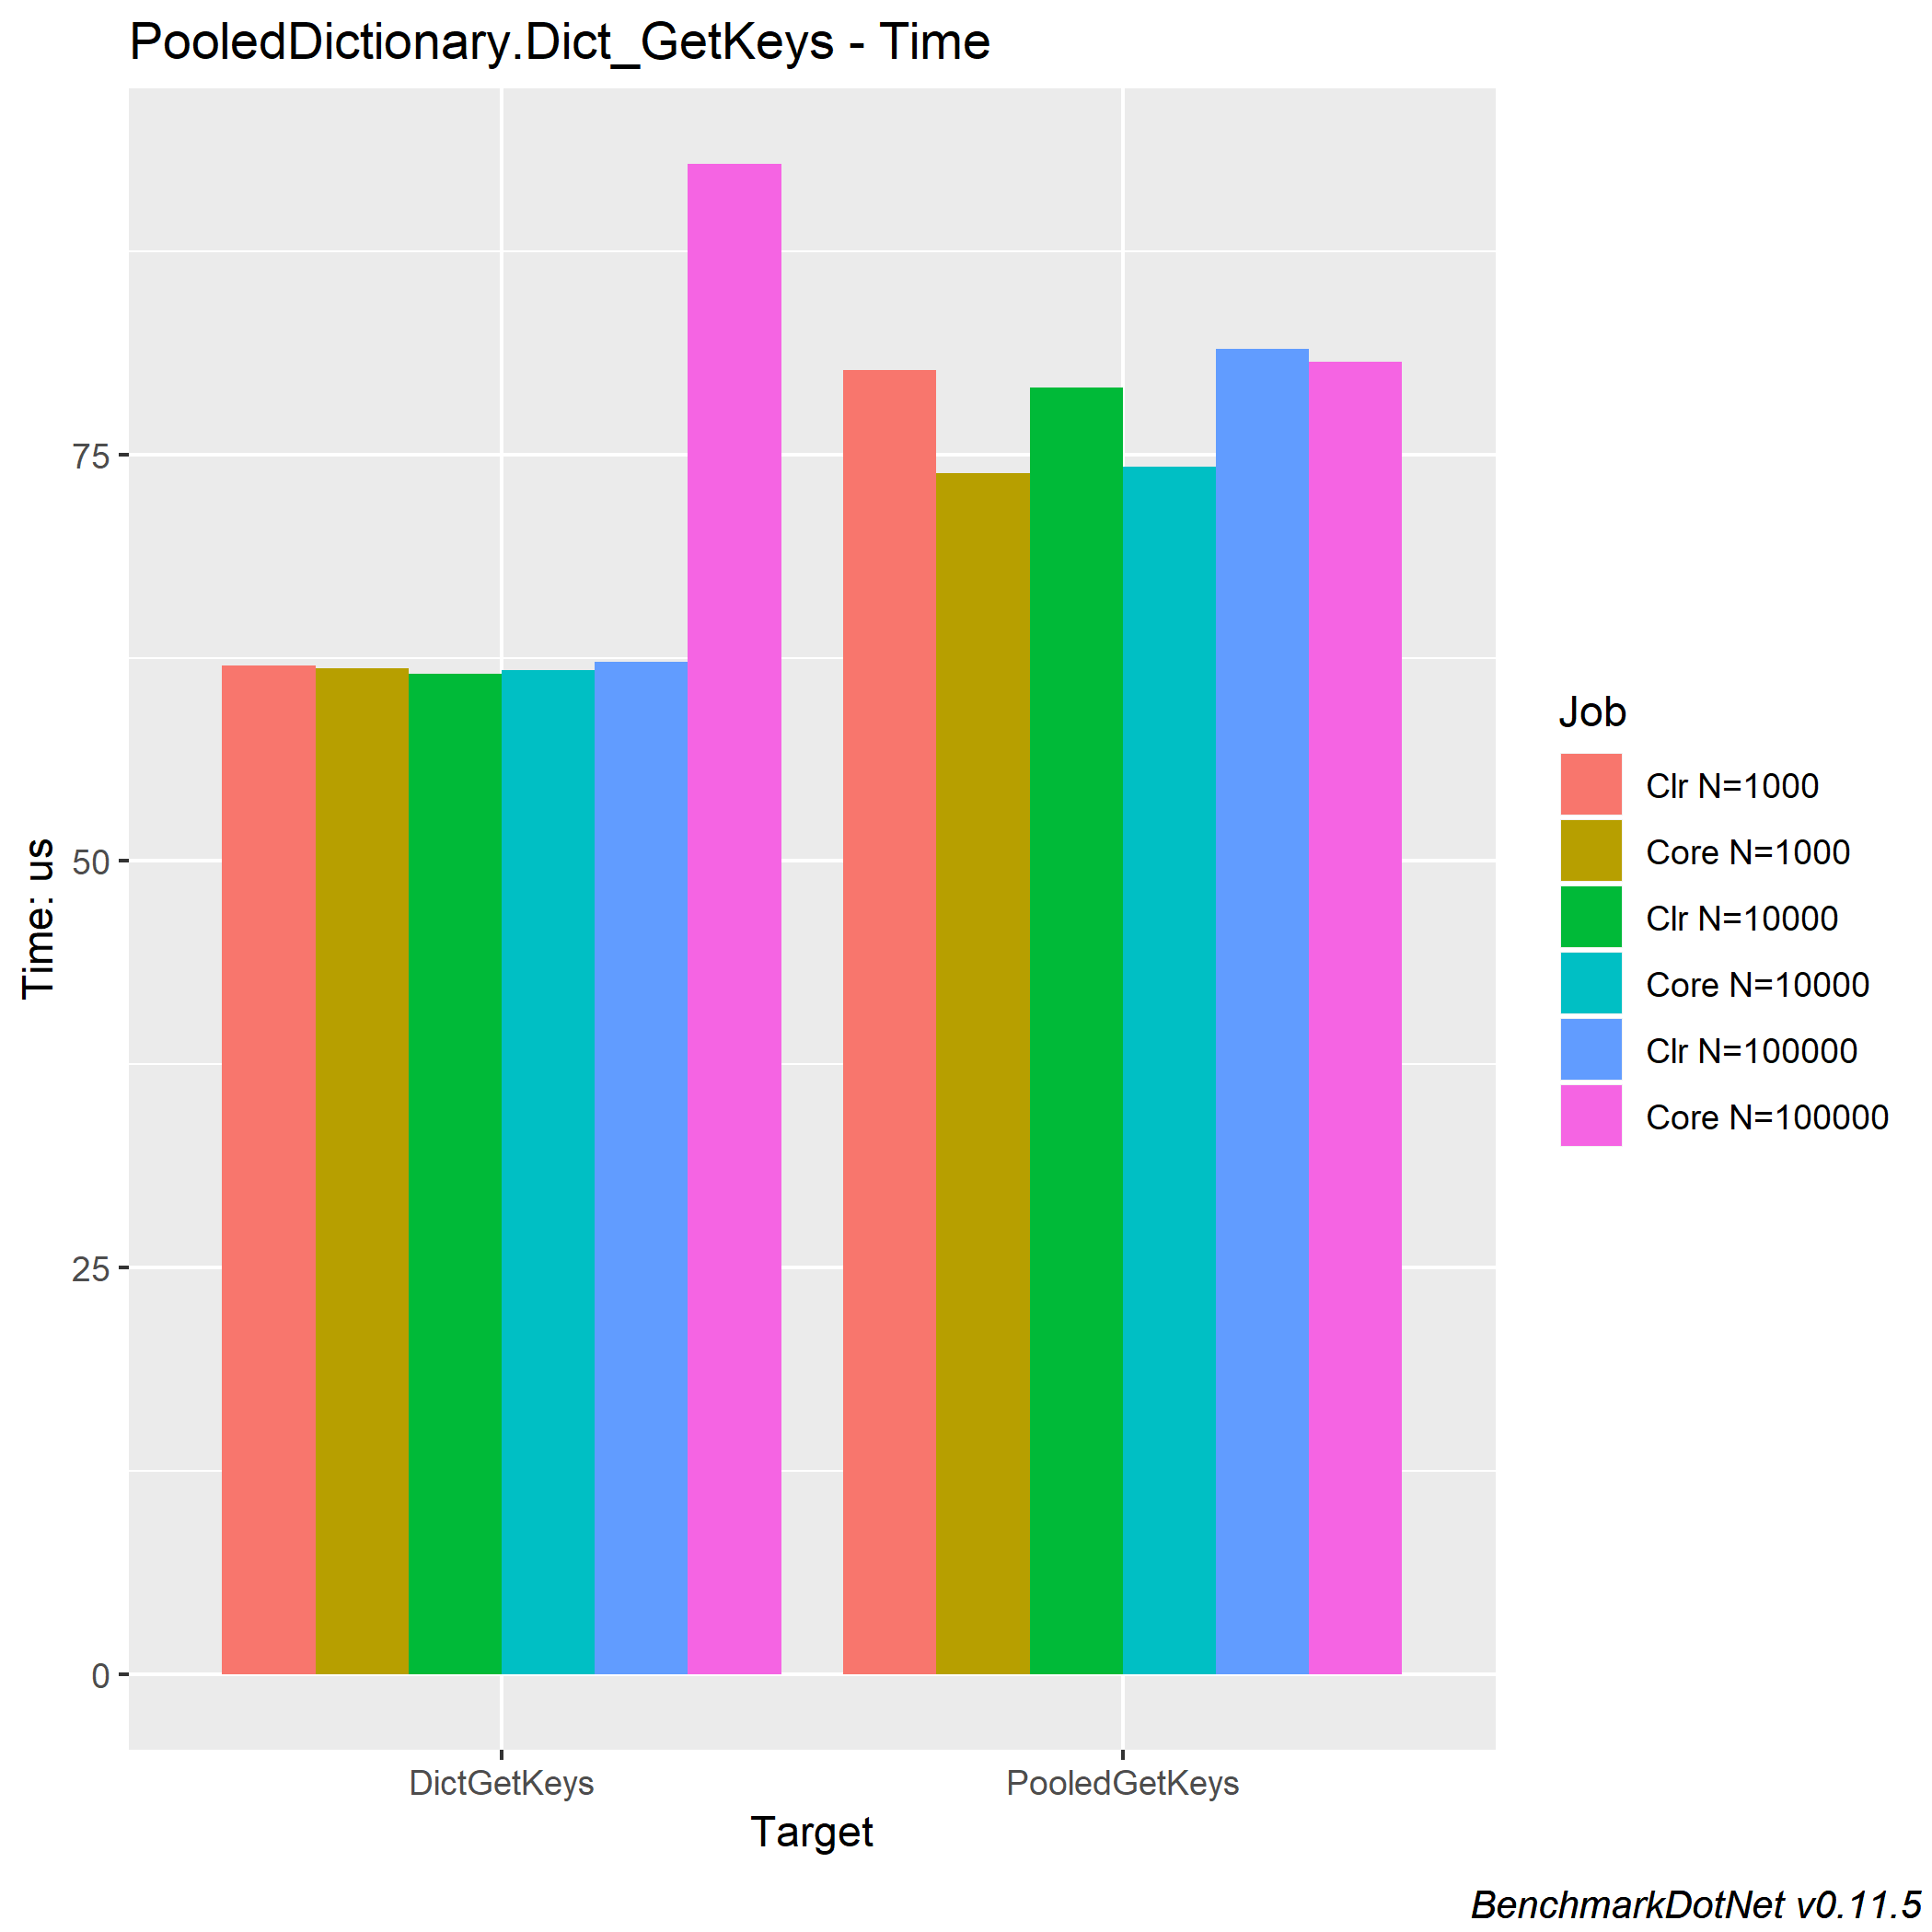 PooledDictionary.Dict_GetKeys - Time
75
50
25
0
Time: us
DictGetKeys
PooledGetKeys
Target
Job
Clr N=1000
Core N=1000
Clr N=10000
Core N=10000
Clr N=100000
Core N=100000
BenchmarkDotNet v0.11.5